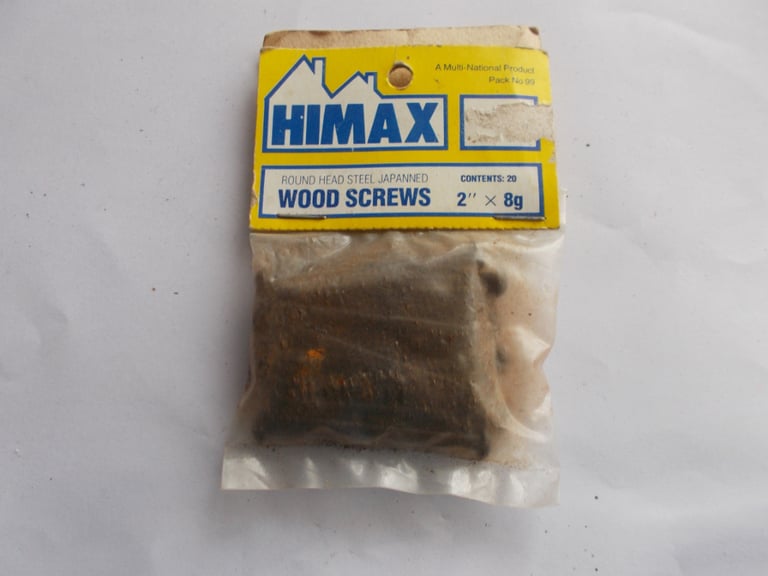 A Multi-National Product
Pack No 99
HIMAX
ROUND HEAD STEEL JAPANNED
CONTENTS: 20
WOOD SCREWS
2" × 8g